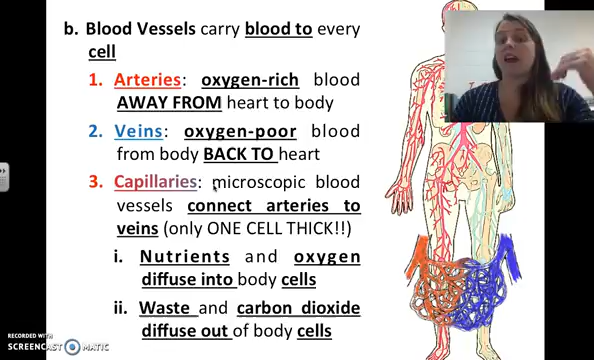 b. Blood Vessels carry blood to every
cell
1. Arteries: oxygen-rich blood
AWAY FROM heart to body
2. Veins: oxygen-poor blood
from body BACK TO heart
3. Capillaries: microscopic blood
vessels connect arteries to
veins (only ONE CELL THICK!!)
i. Nutrients and oxygen
diffuse into body cells
ii. Waste and carbon dioxide
diffuse out of body cells
RECORDED WITH
SCREENCAST MATIC